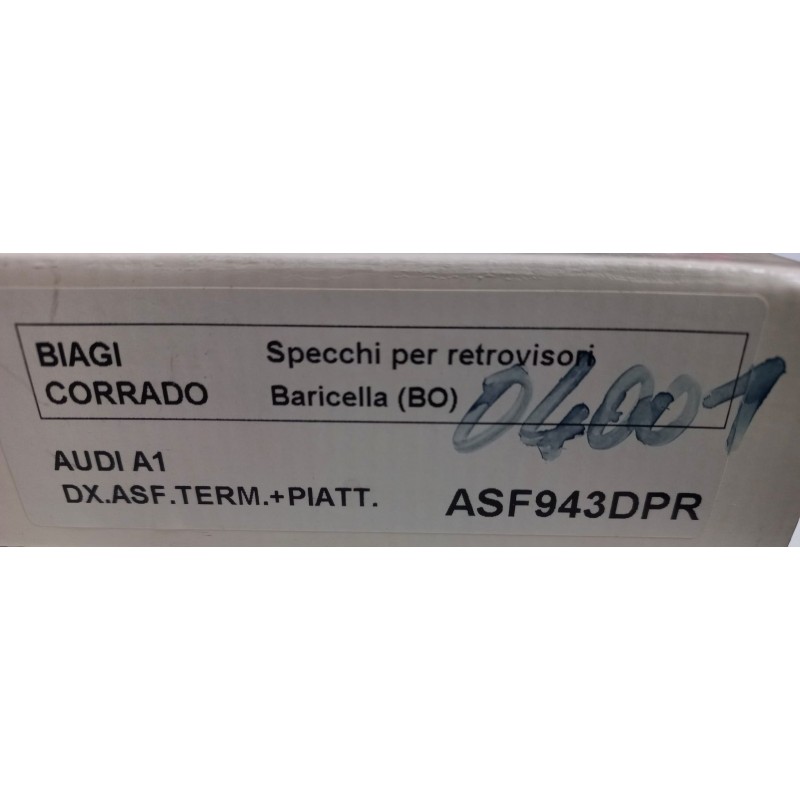 BIAGI Specchi per retrovisori
CORRADO Baricella (BO)
04001
AUDI A1
DX.ASF.TERM.+PIATT. ASF943DPR